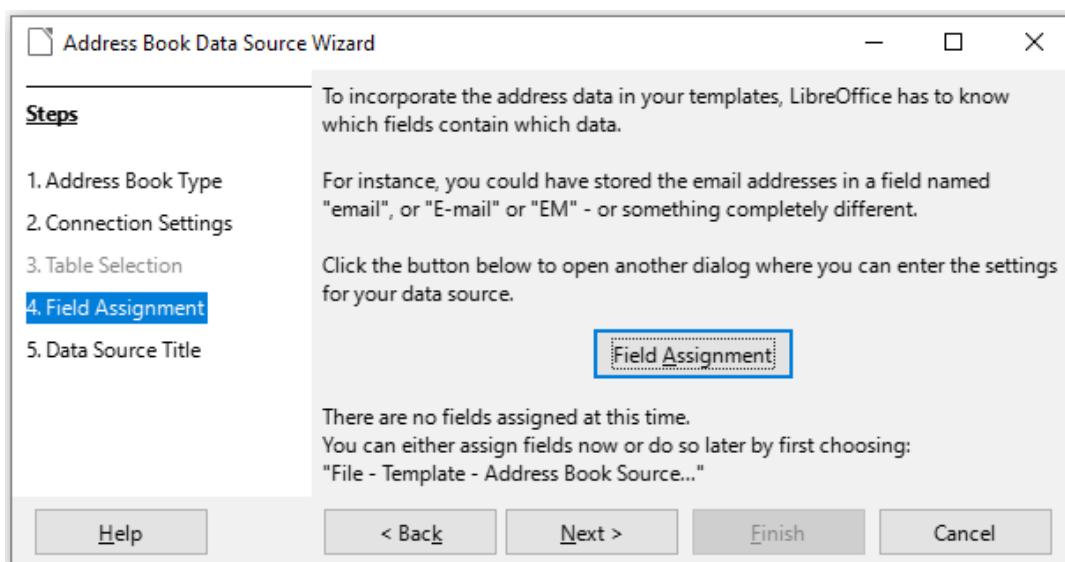 Address Book Data Source Wizard
Steps
1. Address Book Type
2. Connection Settings
3. Table Selection
4. Field Assignment
5. Data Source Title
To incorporate the address data in your templates, LibreOffice has to know
which fields contain which data.
For instance, you could have stored the email addresses in a field named
"email", or "E-mail" or "EM" - or something completely different.
Click the button below to open another dialog where you can enter the settings
for your data source.
Field Assignment
There are no fields assigned at this time.
You can either assign fields now or do so later by first choosing:
"File - Template - Address Book Source..."
Help
< Back
Next >
Finish
Cancel